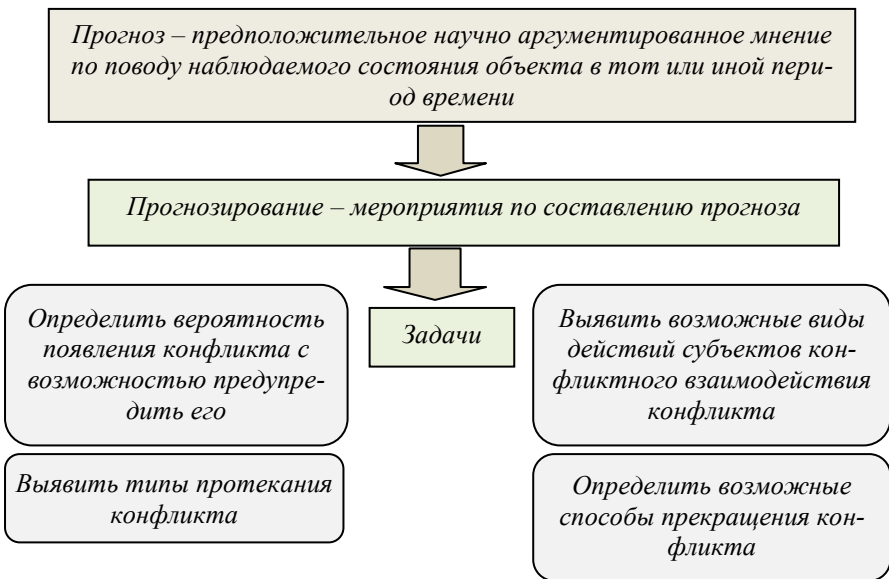 Прогноз – предположительное научно аргументированное мнение
по поводу наблюдаемого состояния объекта в тот или иной пери-
од времени
Прогнозирование – мероприятия по составлению прогноза
Задачи
Определить вероятность
появления конфликта с
возможностью предупре-
дить его
Выявить типы протекания
конфликта
Выявить возможные виды
действий субъектов кон-
фликтного взаимодействия
конфликта
Определить возможные
способы прекращения кон-
фликта